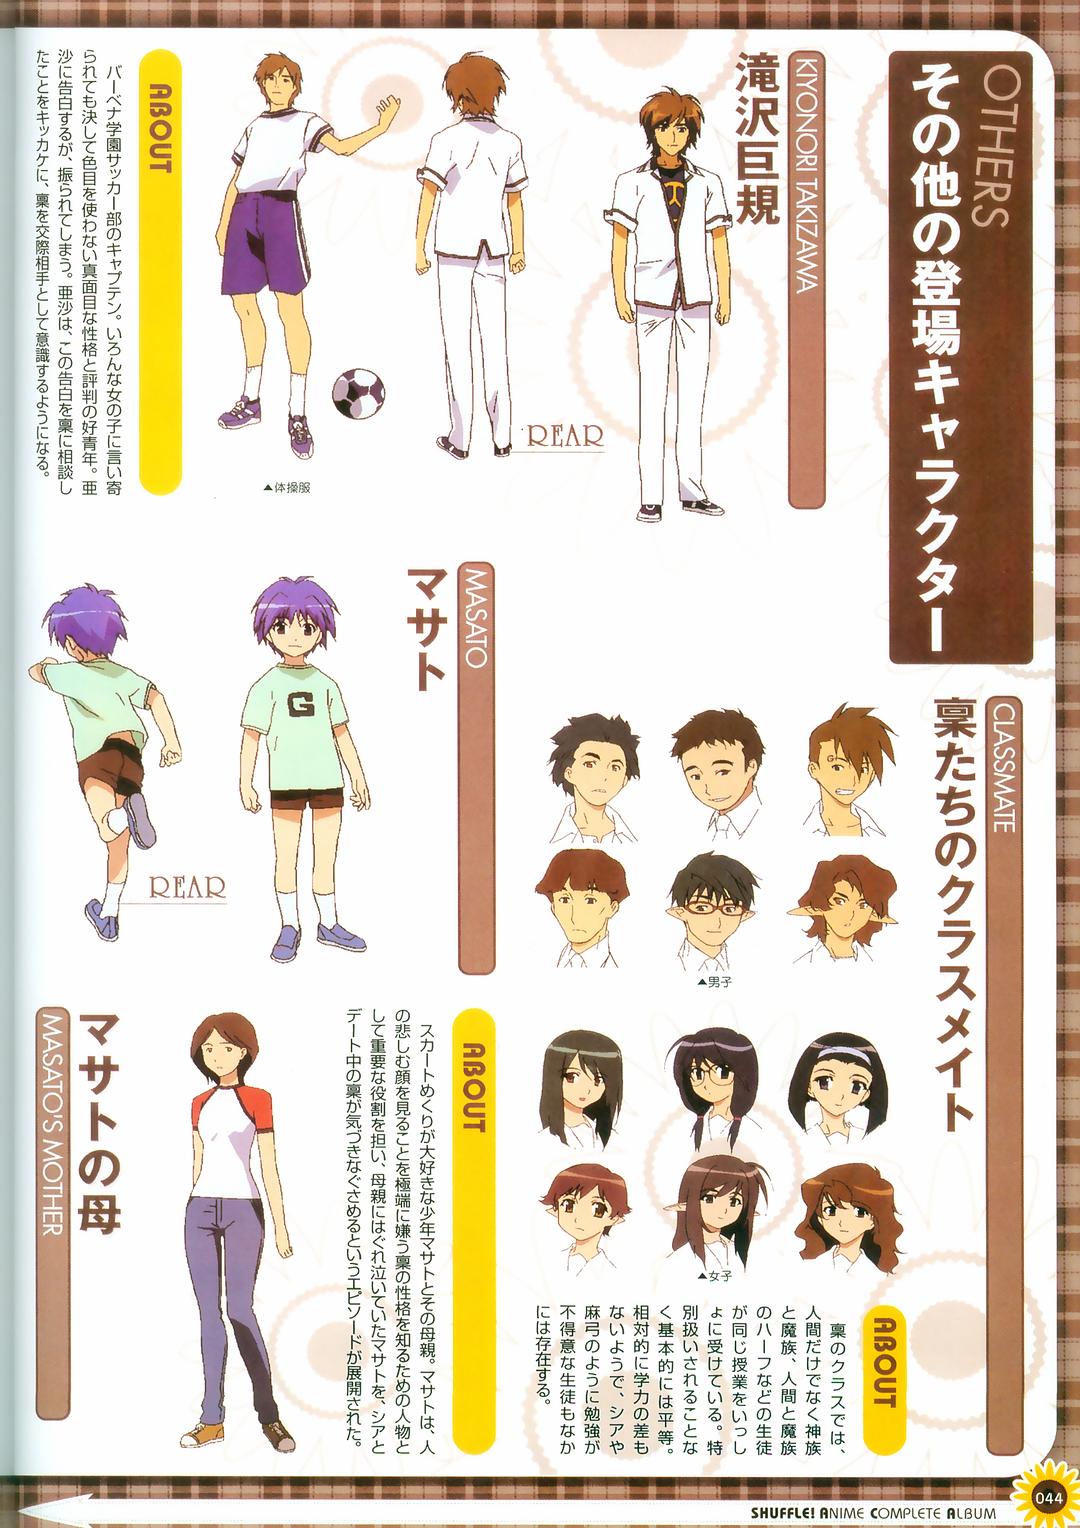 OTHERS
その他の登場キャラクター
KIYONORI TAKIZAWA
滝沢巨規
REAR
▲体操服
ABOUT
バーベナ学園サッカー部のキャプテン。いろんな女の子に言い寄
られても決して色目を使わない真面目な性格と評判の好青年。亜
沙に告白するが、振られてしまう。亜沙は、この告白を稟に相談し
たことをキッカケに、稟を交際相手として意識するようになる。
CLASSMATE
稟たちのクラスメイト
▲男子
▲女子
ABOUT
稟のクラスでは、
人間だけでなく神族
と魔族、人間と魔族
のハーフなどの生徒
が同じ授業をいっし
ょに受けている。特
別扱いされることな
く基本的には平等。
相対的に学力の差も
ないようで、シアや
麻弓のように勉強が
不得意な生徒もなか
には存在する。
MASATO
マサト
G
REAR
ABOUT
スカートめくりが大好きな少年マサトとその母親。マサトは、人
の悲しむ顔を見ることを極端に嫌う稟の性格を知るための人物と
して重要な役割を担い、母親にはぐれ泣いていたマサトを、シアと
デート中の稟が気づきなぐさめるというエピソードが展開された。
マサトの母
MASATO'S MOTHER
SHUFFLE! ANIME COMPLETE ALBUM
044